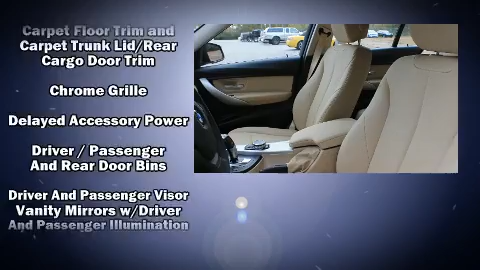 Carpet Floor Trim and
Carpet Trunk Lid/Rear
Cargo Door Trim
Chrome Grille
Delayed Accessory Power
Driver / Passenger
And Rear Door Bins
Driver And Passenger Visor
Vanity Mirrors w/Driver
And Passenger Illumination